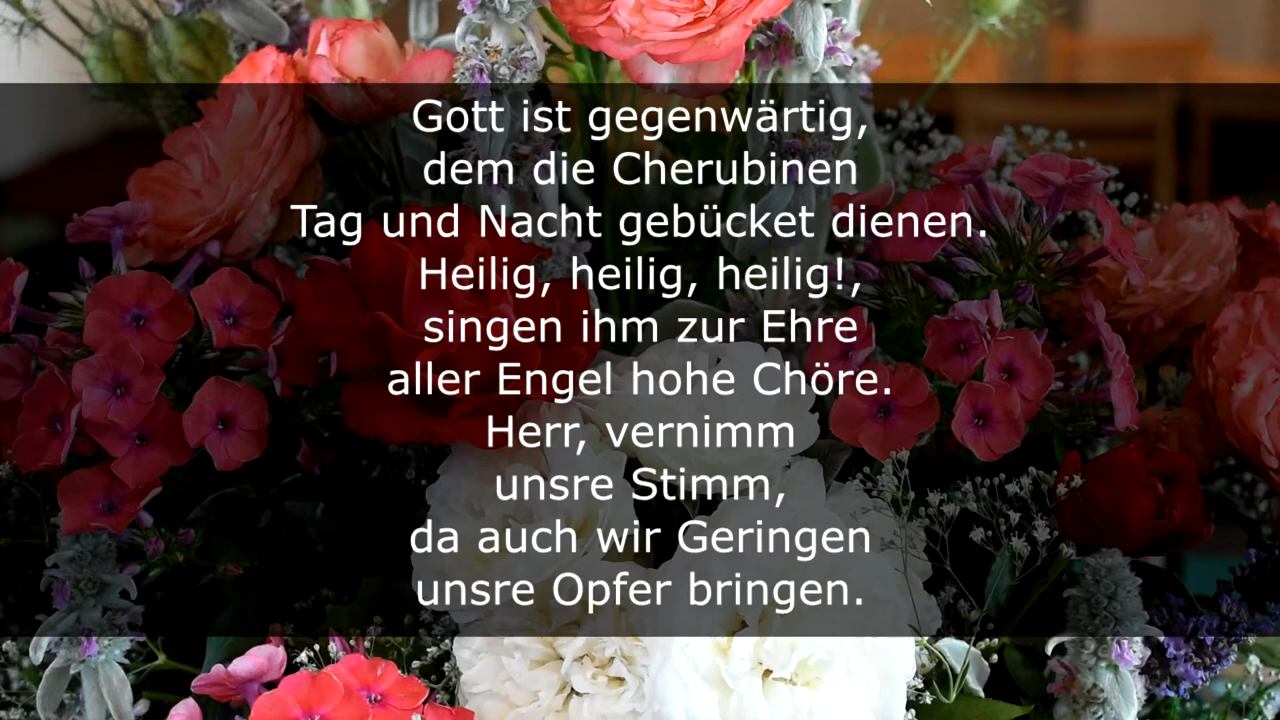 Gott ist gegenwärtig,
dem die Cherubinen
Tag und Nacht gebücket dienen.
Heilig, heilig, heilig!,
singen ihm zur Ehre
aller Engel hohe Chöre.
Herr, vernimm
unsre Stimm,
da auch wir Geringen
unsre Opfer bringen.